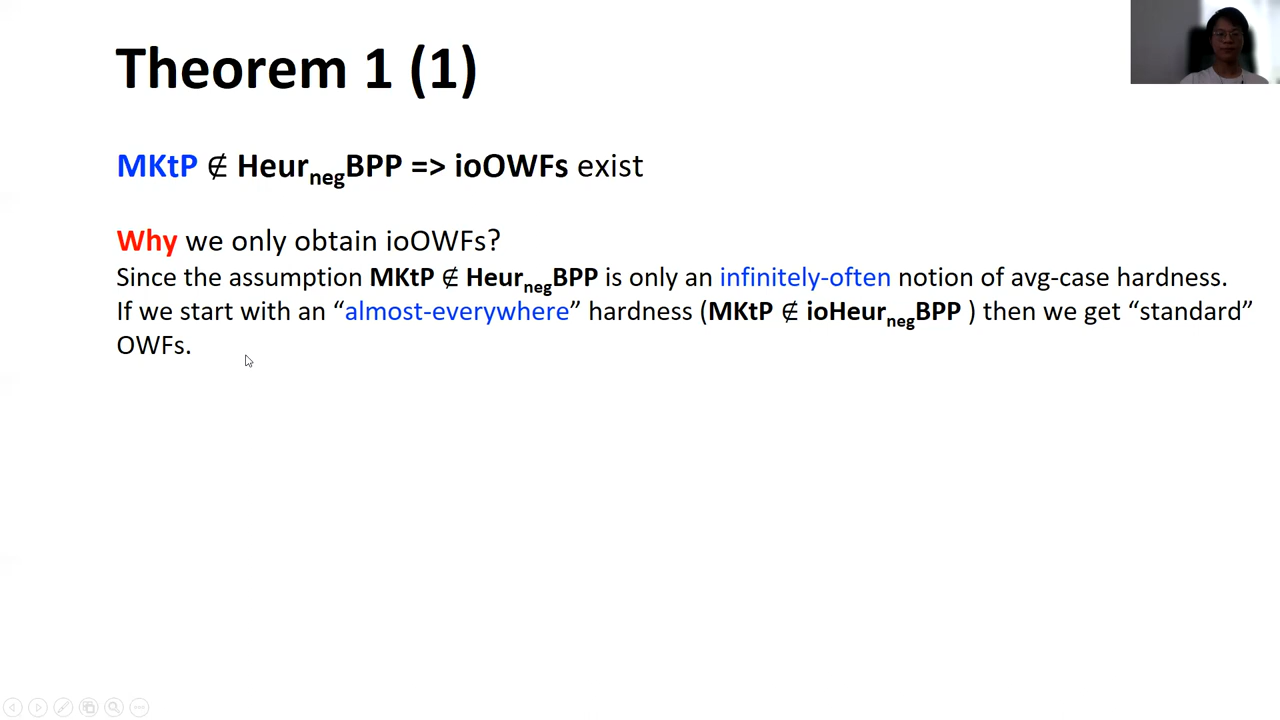 Theorem 1 (1)
MKtP ∉ Heur_neg BPP => ioOWFs exist
Why we only obtain ioOWFs?
Since the assumption MKtP ∉ Heur_neg BPP is only an infinitely-often notion of avg-case hardness.
If we start with an “almost-everywhere” hardness (MKtP ∉ ioHeur_neg BPP ) then we get “standard”
OWFs.